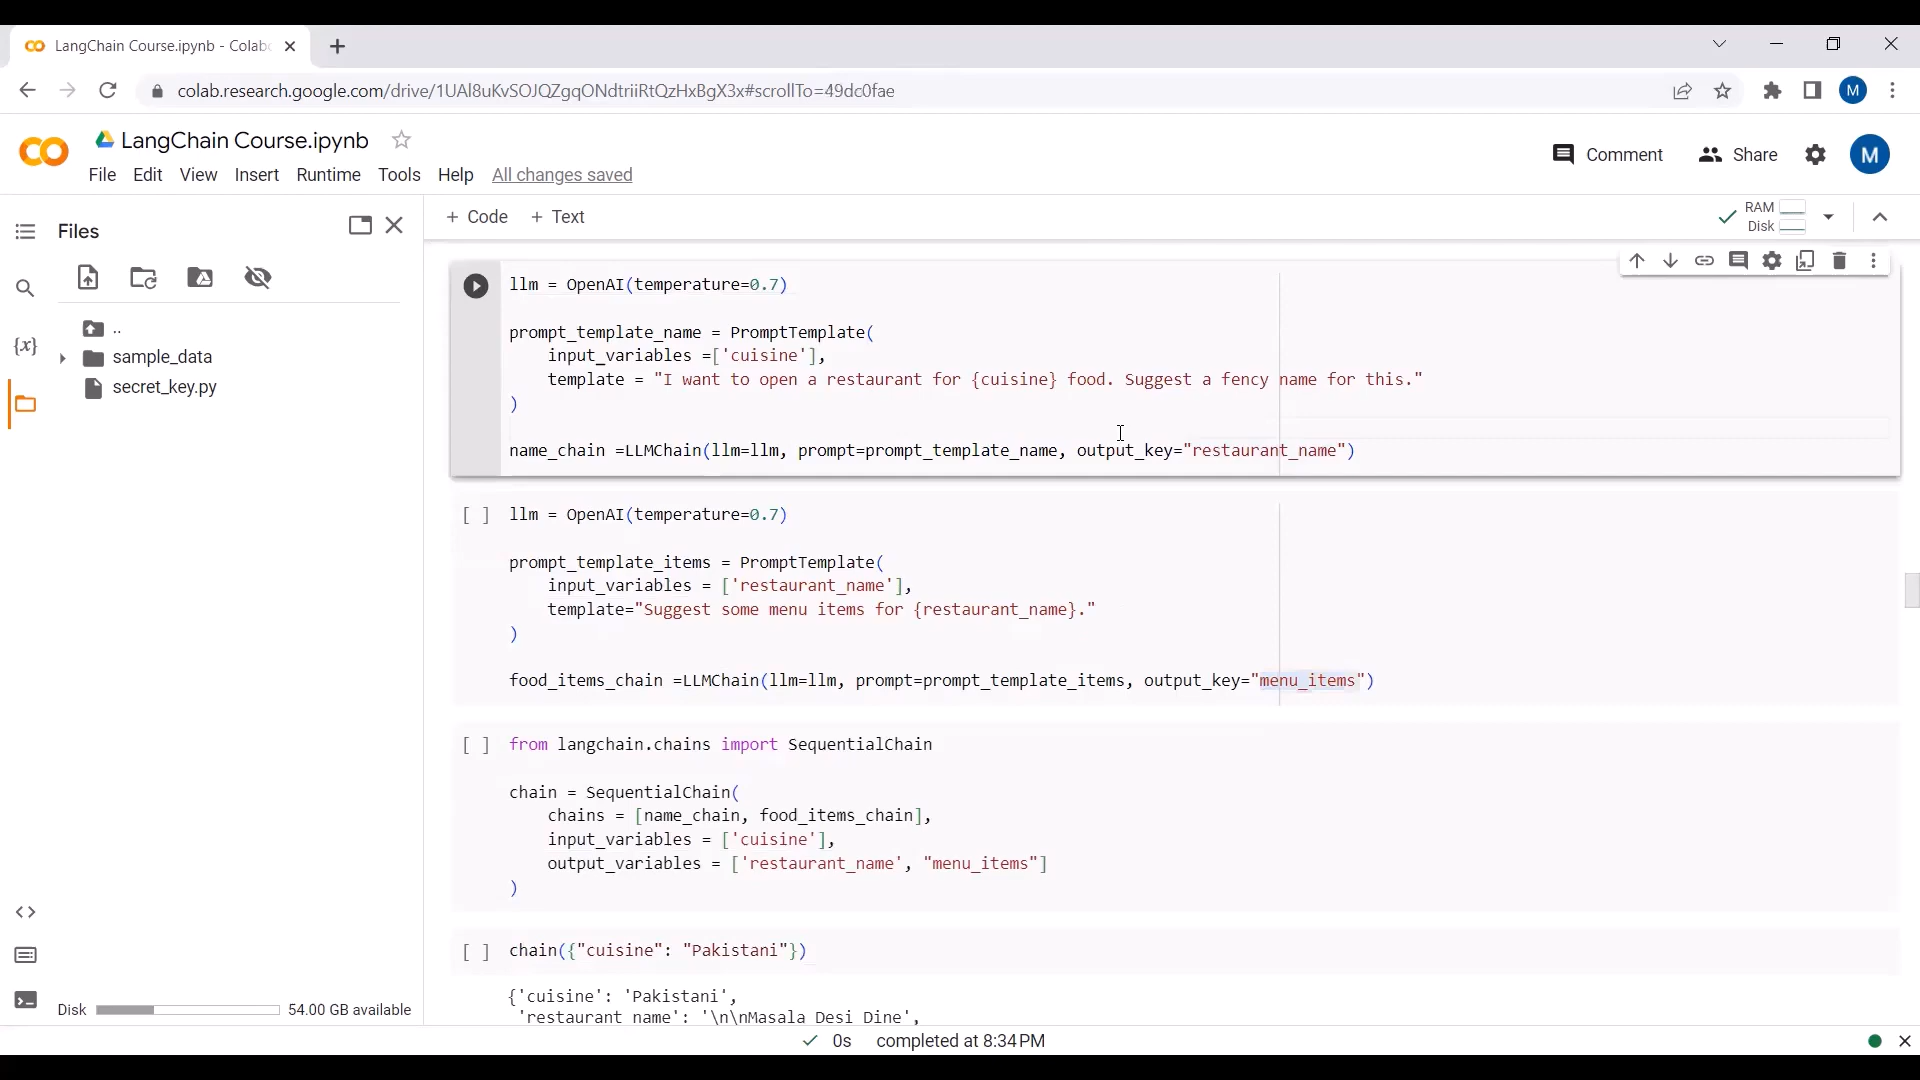 LangChain Course.ipynb - Colab
colab.research.google.com/drive/1UAl8uKvSOJQZgqONdtriiRtQzHxBgX3x#scrollTo=49dc0fae
M
LangChain Course.ipynb
Comment
Share
M
File Edit View Insert Runtime Tools Help All changes saved
Files
+ Code + Text
RAM
Disk
..
sample_data
secret_key.py
{x}
llm = OpenAI(temperature=0.7)
prompt_template_name = PromptTemplate(
input_variables =['cuisine'],
template = "I want to open a restaurant for {cuisine} food. Suggest a fency name for this."
)
name_chain =LLMChain(llm=llm, prompt=prompt_template_name, output_key="restaurant_name")
[ ] llm = OpenAI(temperature=0.7)
prompt_template_items = PromptTemplate(
input_variables = ['restaurant_name'],
template="Suggest some menu items for {restaurant_name}."
)
food_items_chain =LLMChain(llm=llm, prompt=prompt_template_items, output_key="menu_items")
[ ] from langchain.chains import SequentialChain
chain = SequentialChain(
chains = [name_chain, food_items_chain],
input_variables = ['cuisine'],
output_variables = ['restaurant_name', "menu_items"]
)
[ ] chain({"cuisine": "Pakistani"})
{'cuisine': 'Pakistani',
'restaurant_name': '\n\nMasala Desi Dine',
Disk 54.00 GB available
0s completed at 8:34 PM